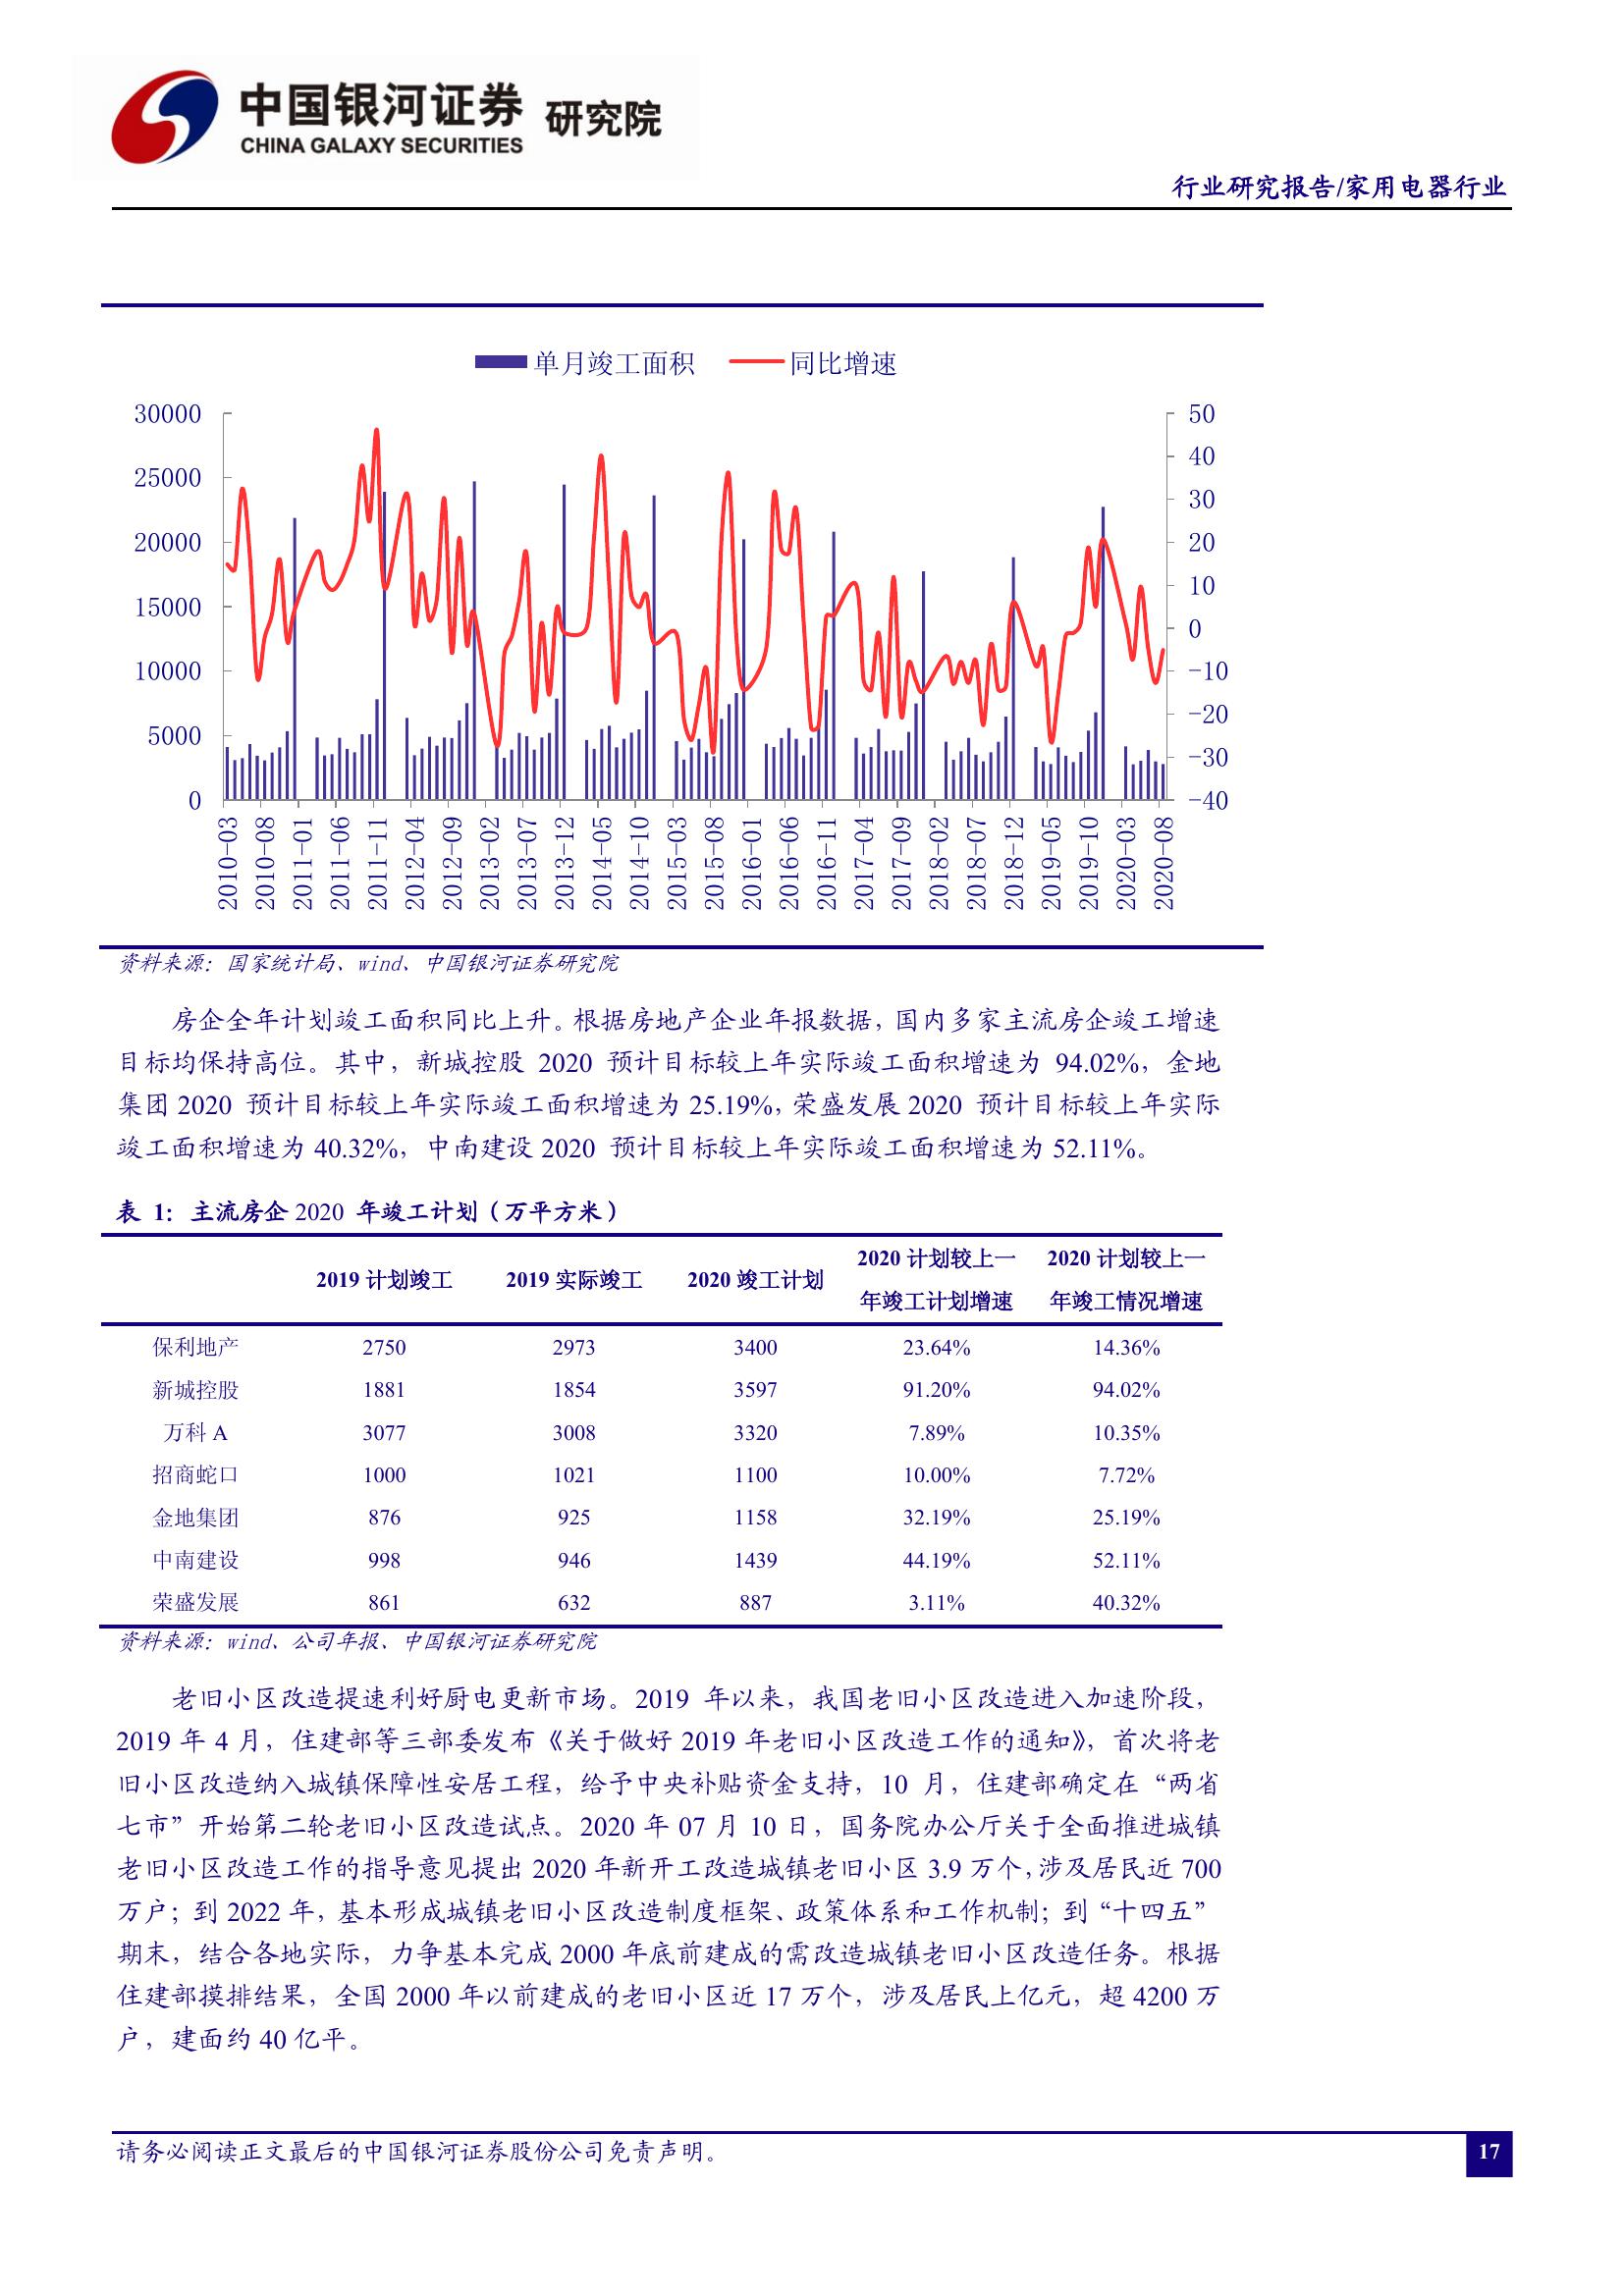 中国银河证券 研究院
CHINA GALAXY SECURITIES
行业研究报告/家用电器行业
单月竣工面积 同比增速
30000
25000
20000
15000
10000
5000
0
50
40
30
20
10
0
-10
-20
-30
-40
2010-03
2010-08
2011-01
2011-06
2011-11
2012-04
2012-09
2013-02
2013-07
2013-12
2014-05
2014-10
2015-03
2015-08
2016-01
2016-06
2016-11
2017-04
2017-09
2018-02
2018-07
2018-12
2019-05
2019-10
2020-03
2020-08
资料来源：国家统计局、wind、中国银河证券研究院
房企全年计划竣工面积同比上升。根据房地产企业年报数据，国内多家主流房企竣工增速
目标均保持高位。其中，新城控股 2020 预计目标较上年实际竣工面积增速为 94.02%，金地
集团 2020 预计目标较上年实际竣工面积增速为 25.19%，荣盛发展 2020 预计目标较上年实际
竣工面积增速为 40.32%，中南建设 2020 预计目标较上年实际竣工面积增速为 52.11%。
表 1：主流房企 2020 年竣工计划（万平方米）
2019 计划竣工 2019 实际竣工 2020 竣工计划 2020 计划较上一年竣工计划增速 2020 计划较上一年竣工情况增速
保利地产 2750 2973 3400 23.64% 14.36%
新城控股 1881 1854 3597 91.20% 94.02%
万科 A 3077 3008 3320 7.89% 10.35%
招商蛇口 1000 1021 1100 10.00% 7.72%
金地集团 876 925 1158 32.19% 25.19%
中南建设 998 946 1439 44.19% 52.11%
荣盛发展 861 632 887 3.11% 40.32%
资料来源：wind、公司年报、中国银河证券研究院
老旧小区改造提速利好厨电更新市场。2019 年以来，我国老旧小区改造进入加速阶段，
2019 年 4 月，住建部等三部委发布《关于做好 2019 年老旧小区改造工作的通知》，首次将老
旧小区改造纳入城镇保障性安居工程，给予中央补贴资金支持，10 月，住建部确定在“两省
七市”开始第二轮老旧小区改造试点。2020 年 07 月 10 日，国务院办公厅关于全面推进城镇
老旧小区改造工作的指导意见提出 2020 年新开工改造城镇老旧小区 3.9 万个，涉及居民近 700
万户；到 2022 年，基本形成城镇老旧小区改造制度框架、政策体系和工作机制；到“十四五”
期末，结合各地实际，力争基本完成 2000 年底前建成的需改造城镇老旧小区改造任务。根据
住建部摸排结果，全国 2000 年以前建成的老旧小区近 17 万个，涉及居民上亿元，超 4200 万
户，建面约 40 亿平。
请务必阅读正文最后的中国银河证券股份公司免责声明。
17